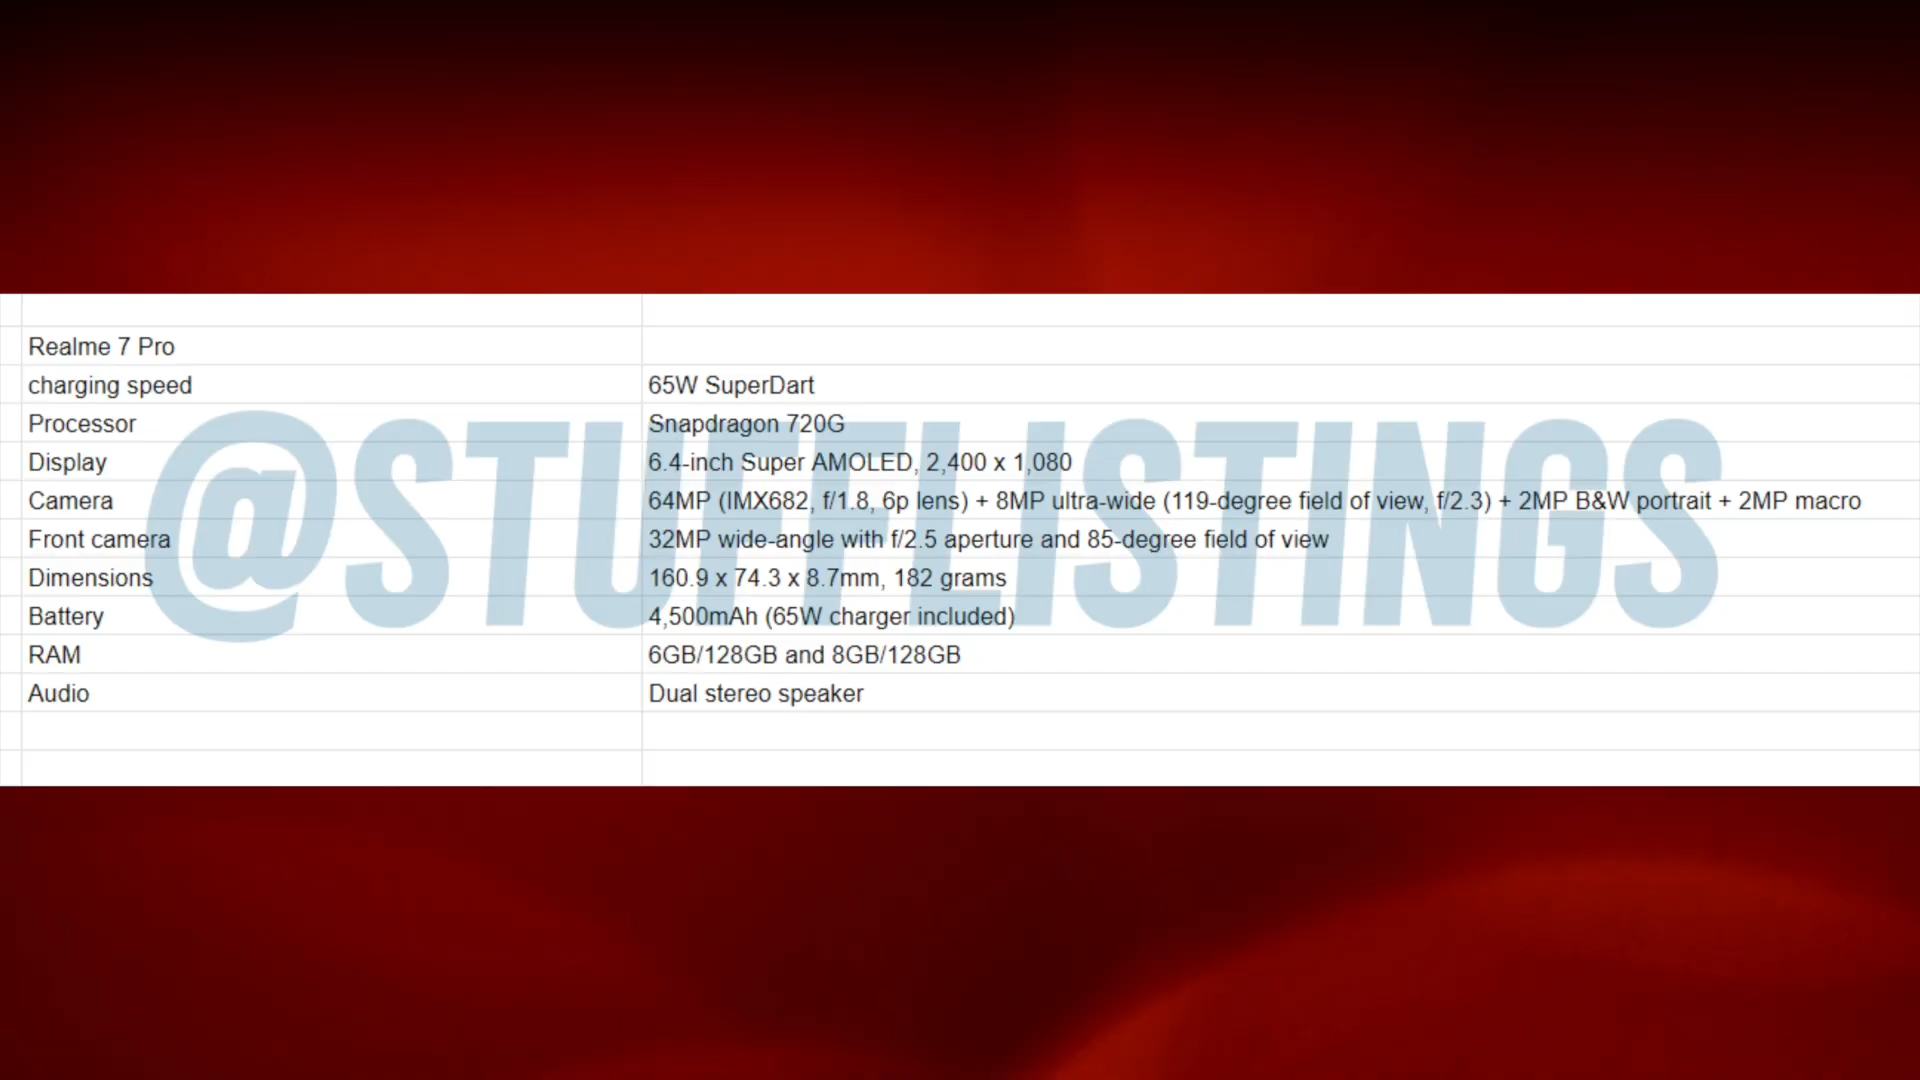 Realme 7 Pro
charging speed 65W SuperDart
Processor Snapdragon 720G
Display 6.4-inch Super AMOLED, 2,400 x 1,080
Camera 64MP (IMX682, f/1.8, 6p lens) + 8MP ultra-wide (119-degree field of view, f/2.3) + 2MP B&W portrait + 2MP macro
Front camera 32MP wide-angle with f/2.5 aperture and 85-degree field of view
Dimensions 160.9 x 74.3 x 8.7mm, 182 grams
Battery 4,500mAh (65W charger included)
RAM 6GB/128GB and 8GB/128GB
Audio Dual stereo speaker
@STUFFLISTINGS